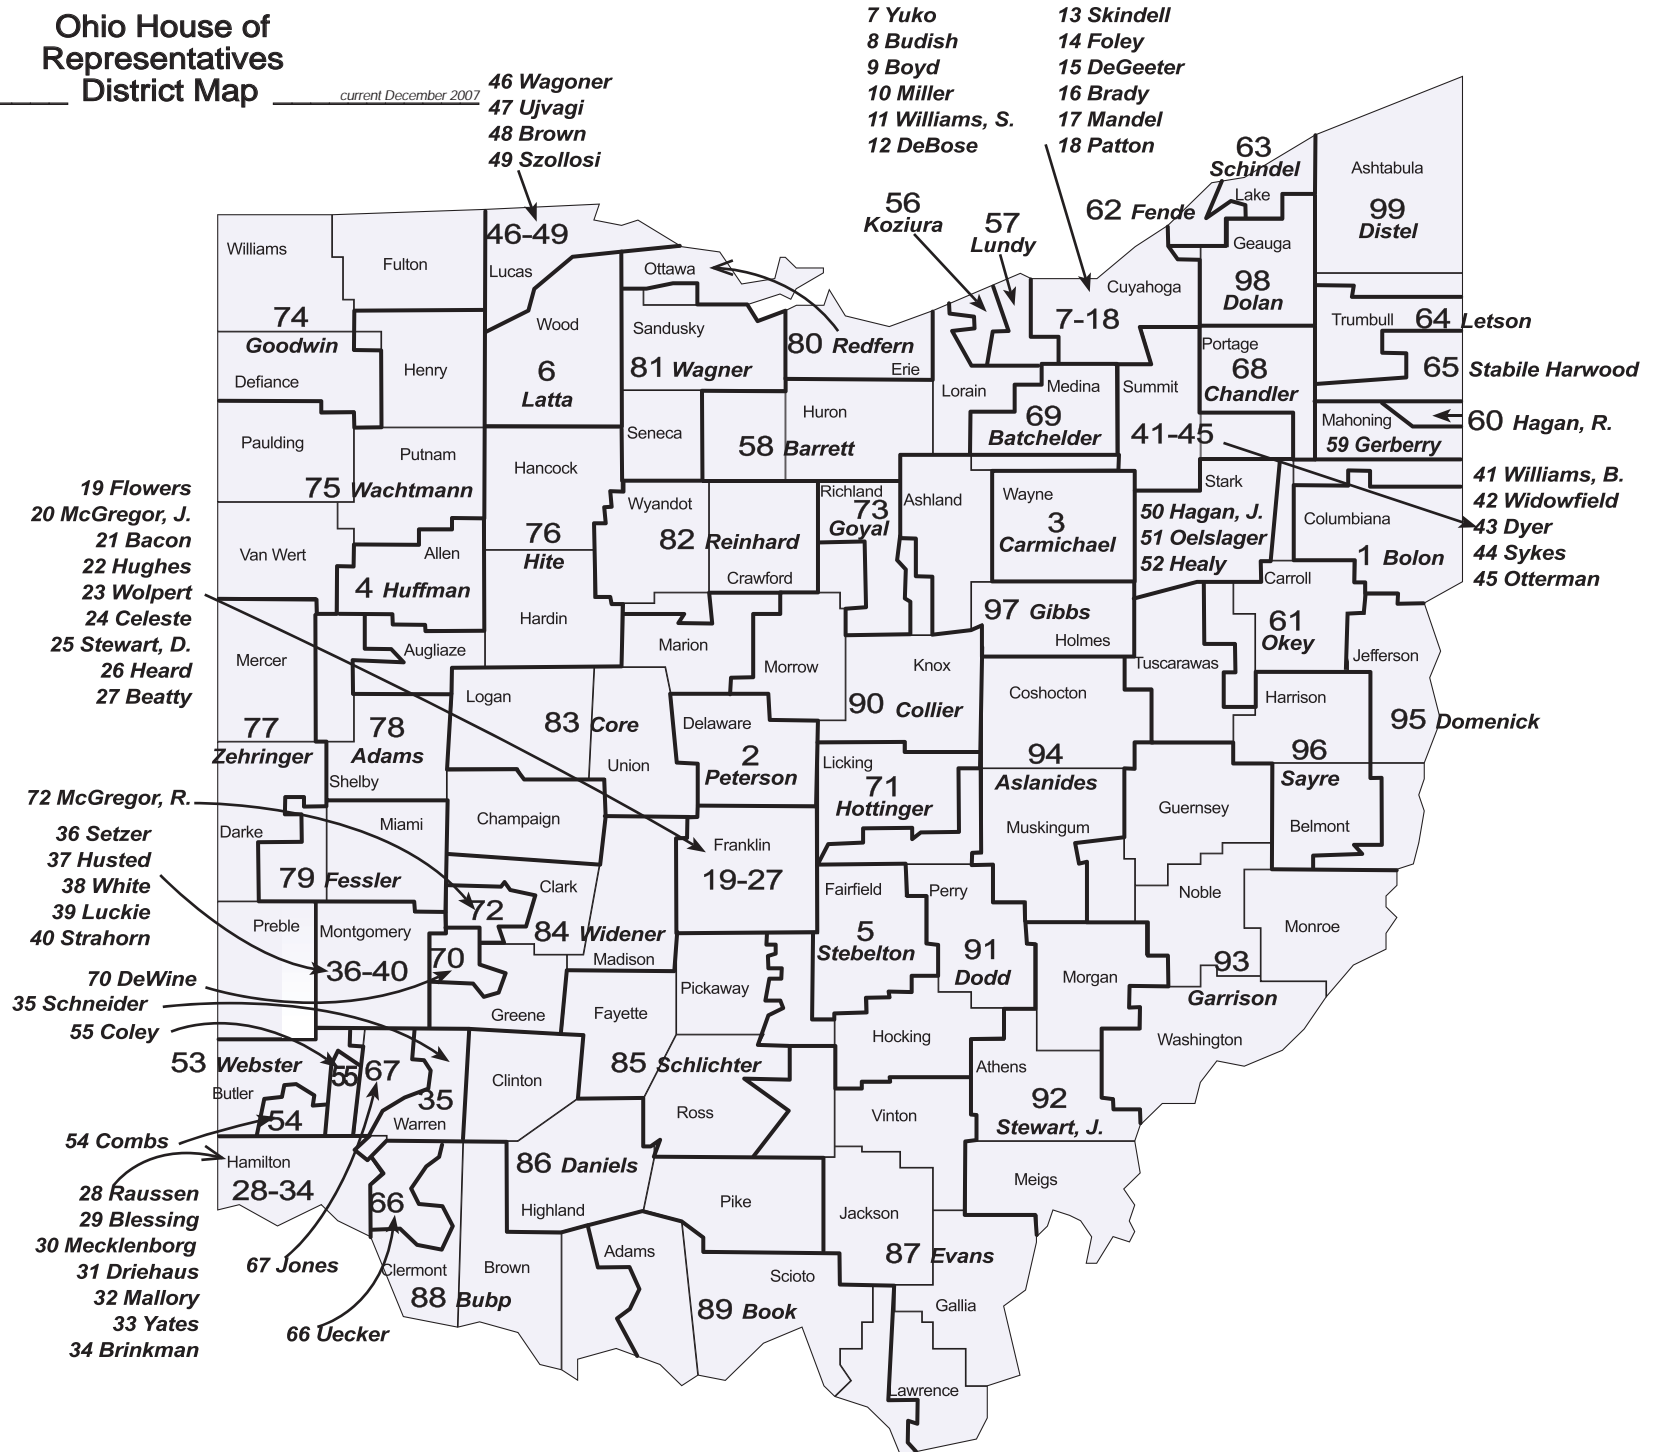 Ohio House of
Representatives
District Map
current December 2007
46 Wagoner
47 Ujvagi
48 Brown
49 Szollosi
7 Yuko
8 Budish
9 Boyd
10 Miller
11 Williams, S.
12 DeBose
13 Skindell
14 Foley
15 DeGeeter
16 Brady
17 Mandel
18 Patton
63
Schindel
Lake
Ashtabula
99
Distel
56
Koziura
57
Lundy
62 Fende
Geauga
98
Dolan
Cuyahoga
7-18
Williams
Fulton
46-49
Lucas
Ottawa
74
Goodwin
Defiance
Henry
Wood
6
Latta
Sandusky
81 Wagner
80 Redfern
Erie
Lorain
Medina
69
Batchelder
Summit
41-45
Portage
68
Chandler
Trumbull
64 Letson
65 Stabile Harwood
Mahoning
60 Hagan, R.
59 Gerberry
Paulding
Putnam
75 Wachtmann
Seneca
Huron
58 Barrett
Hancock
76
Hite
Van Wert
Allen
4 Huffman
Wyandot
82 Reinhard
Crawford
Richland
73
Goyal
Ashland
Wayne
3
Carmichael
Stark
50 Hagan, J.
51 Oelslager
52 Healy
Columbiana
1 Bolon
41 Williams, B.
42 Widowfield
43 Dyer
44 Sykes
45 Otterman
19 Flowers
20 McGregor, J.
21 Bacon
22 Hughes
23 Wolpert
24 Celeste
25 Stewart, D.
26 Heard
27 Beatty
Hardin
Marion
Morrow
Knox
90 Collier
97 Gibbs
Holmes
Carroll
61
Okey
Tuscarawas
Jefferson
Mercer
Augliaze
77
Zehringer
78
Adams
Shelby
Logan
83 Core
Union
Delaware
2
Peterson
Coshocton
94
Aslanides
Harrison
95 Domenick
96
Sayre
Licking
71
Hottinger
Muskingum
Guernsey
Belmont
72 McGregor, R.
36 Setzer
37 Husted
38 White
39 Luckie
40 Strahorn
Darke
Miami
79 Fessler
Champaign
Franklin
19-27
Clark
72
84 Widener
Madison
Fairfield
5
Stebelton
Perry
91
Dodd
Noble
Monroe
Preble
Montgomery
36-40
70
Greene
Fayette
Pickaway
Hocking
Morgan
93
Garrison
Washington
70 DeWine
35 Schneider
55 Coley
53 Webster
Butler
54
55
67
35
Warren
Clinton
85 Schlichter
Ross
Vinton
Athens
92
Stewart, J.
54 Combs
Hamilton
28-34
28 Raussen
29 Blessing
30 Mecklenborg
31 Driehaus
32 Mallory
33 Yates
34 Brinkman
66
86 Daniels
Highland
Pike
Jackson
Meigs
67 Jones
66 Uecker
Clermont
88 Bubp
Brown
Adams
Scioto
89 Book
87 Evans
Gallia
Lawrence